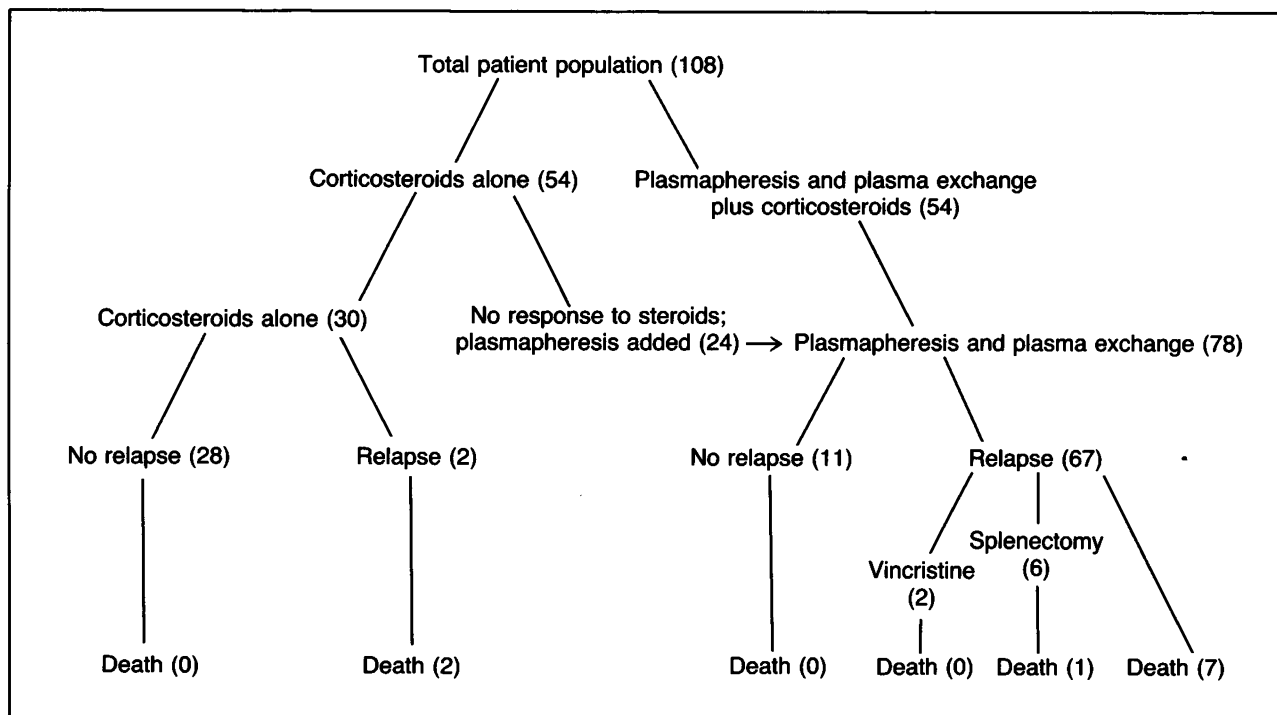 Total patient population (108)
Corticosteroids alone (54)
Plasmapheresis and plasma exchange
plus corticosteroids (54)
Corticosteroids alone (30)
No response to steroids;
plasmapheresis added (24)
Plasmapheresis and plasma exchange (78)
No relapse (28)
Relapse (2)
No relapse (11)
Relapse (67)
Vincristine
(2)
Splenectomy
(6)
Death (0)
Death (2)
Death (0)
Death (0)
Death (1)
Death (7)